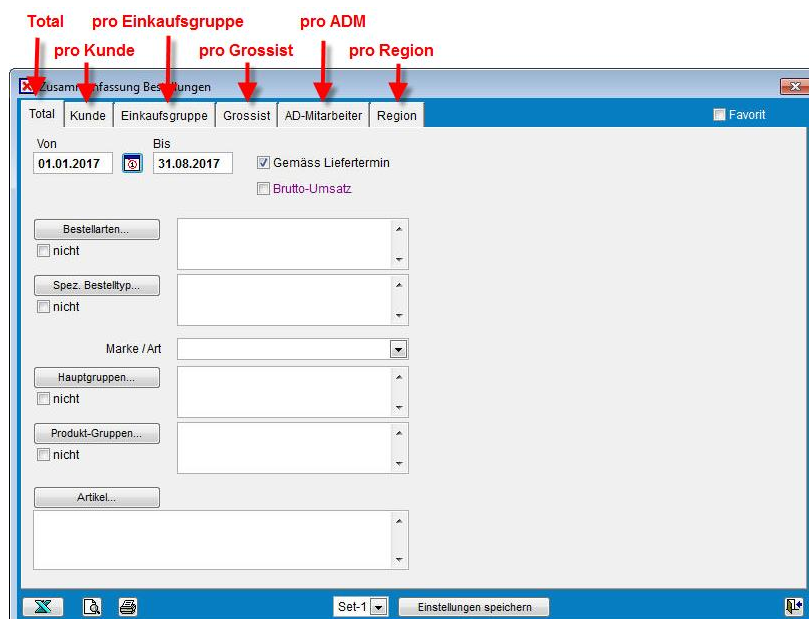 Total pro Einkaufsgruppe pro ADM
pro Kunde pro Grossist pro Region
Zusammenfassung Bestellungen
Total Kunde Einkaufsgruppe Grossist AD-Mitarbeiter Region Favorit
Von Bis
01.01.2017 31.08.2017 Gemäss Liefertermin
Brutto-Umsatz
Bestellarten...
nicht
Spez. Bestelltyp...
nicht
Marke / Art
Hauptgruppen...
nicht
Produkt-Gruppen...
nicht
Artikel...
Set-1 Einstellungen speichern